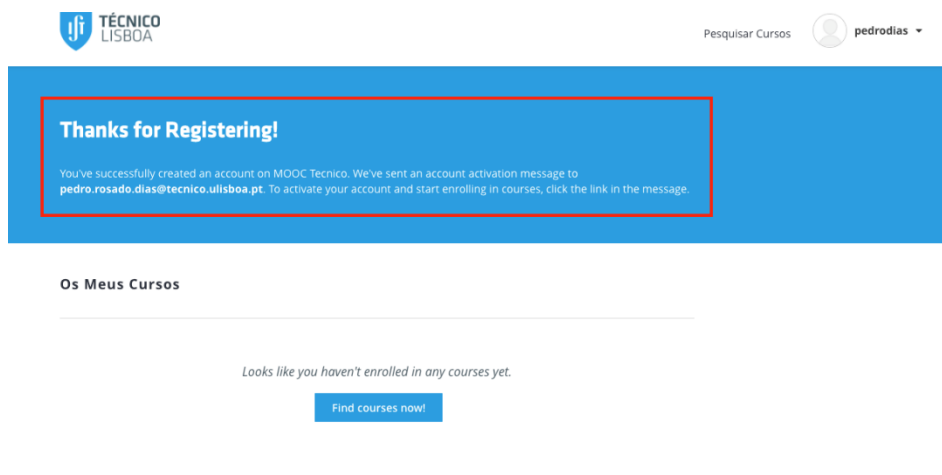 TÉCNICO
LISBOA
Pesquisar Cursos
pedrodias
Thanks for Registering!
You've successfully created an account on MOOC Tecnico. We've sent an account activation message to
pedro.rosado.dias@tecnico.ulisboa.pt. To activate your account and start enrolling in courses, click the link in the message.
Os Meus Cursos
Looks like you haven't enrolled in any courses yet.
Find courses now!